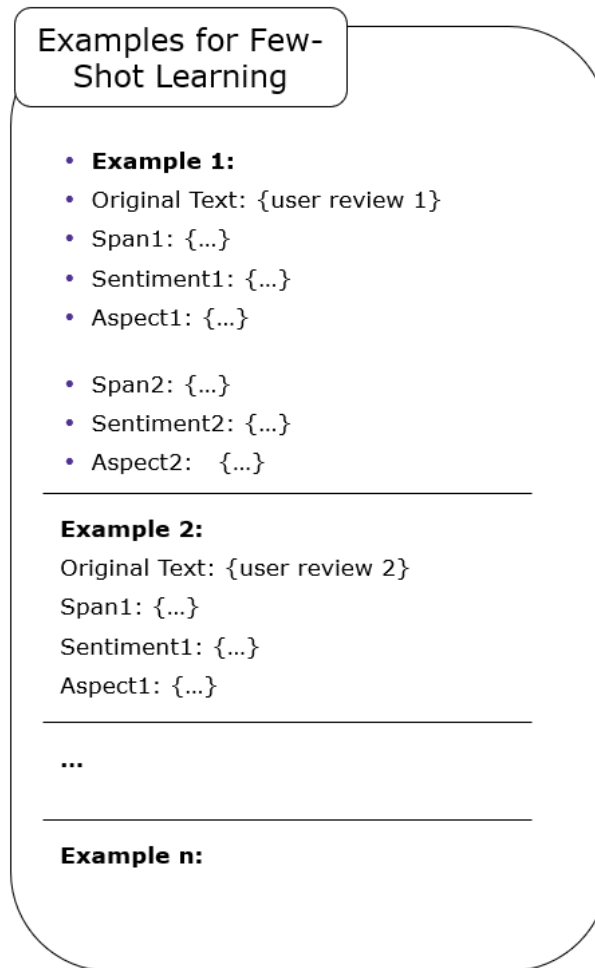 Examples for Few-
Shot Learning
• Example 1:
• Original Text: {user review 1}
• Span1: {...}
• Sentiment1: {...}
• Aspect1: {...}
• Span2: {...}
• Sentiment2: {...}
• Aspect2: {...}
Example 2:
Original Text: {user review 2}
Span1: {...}
Sentiment1: {...}
Aspect1: {...}
...
Example n: